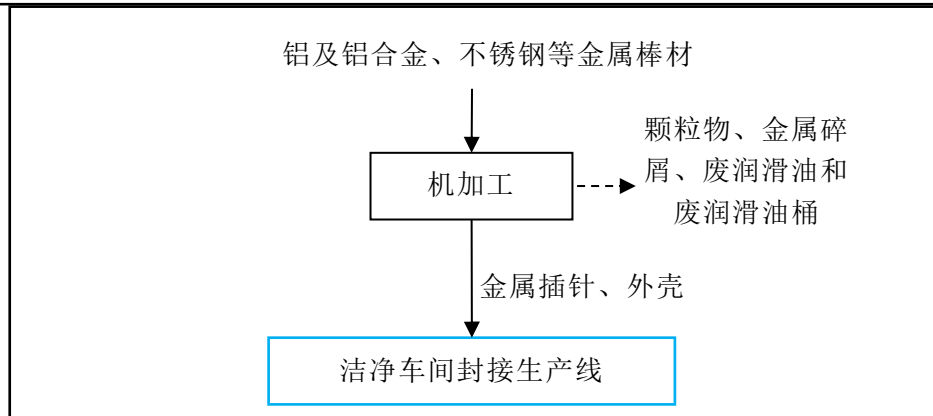 铝及铝合金、不锈钢等金属棒材
颗粒物、金属碎
屑、废润滑油和
废润滑油桶
机加工
金属插针、外壳
洁净车间封接生产线